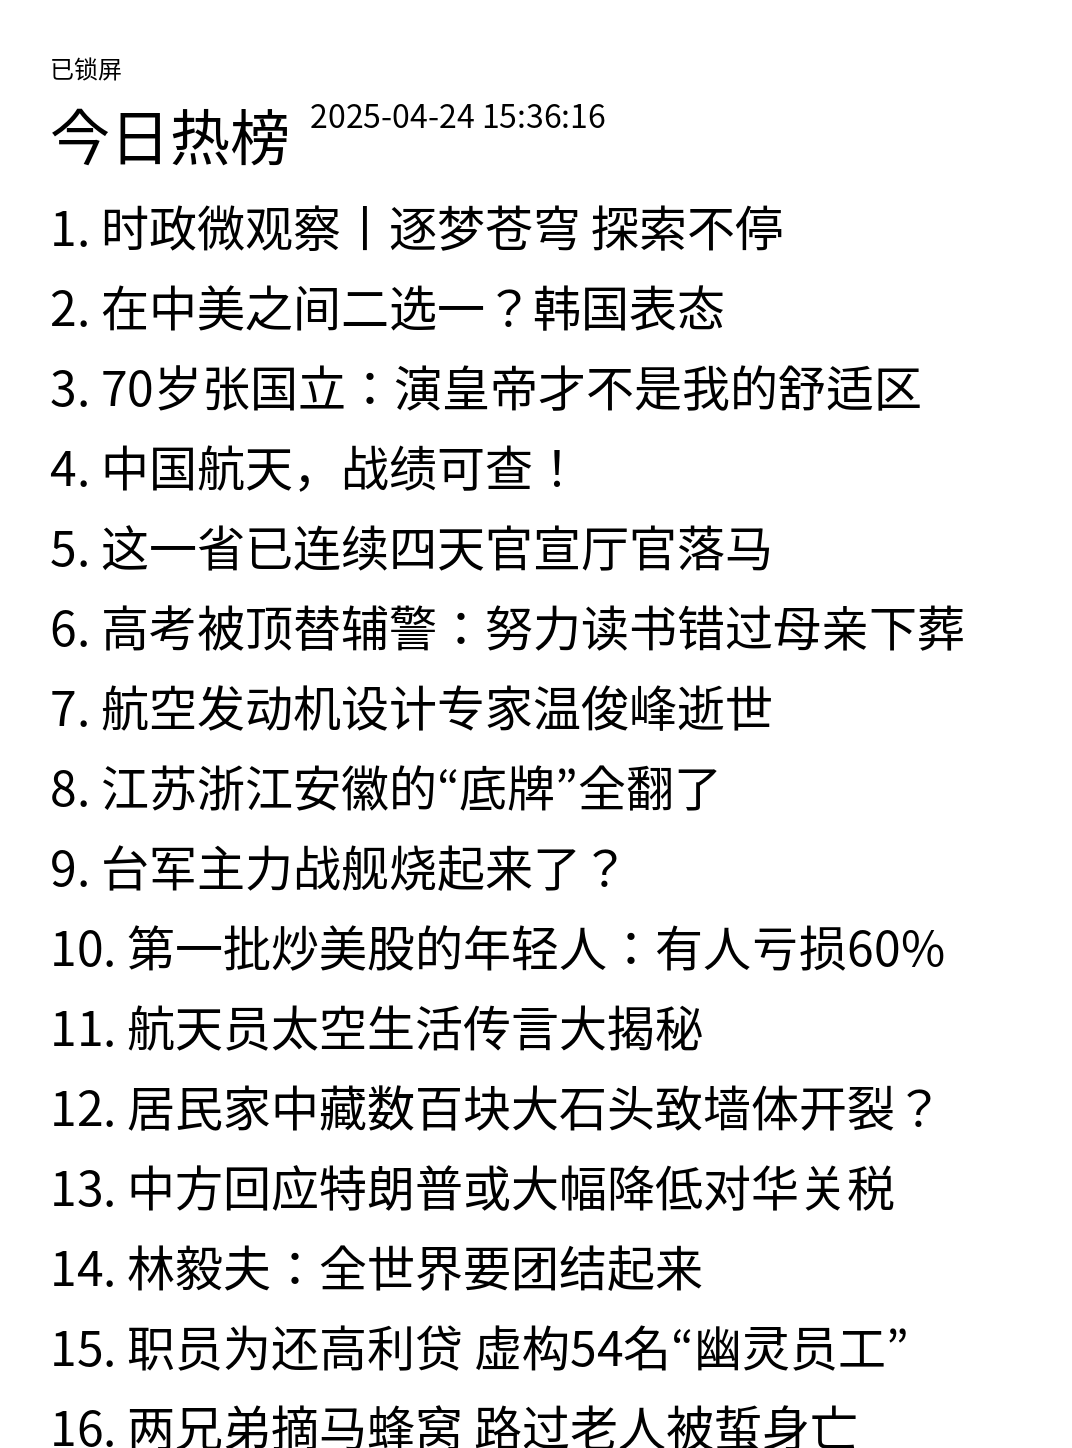 已锁屏
今日热榜 2025-04-24 15:36:16
1. 时政微观察丨逐梦苍穹 探索不停
2. 在中美之间二选一？韩国表态
3. 70岁张国立：演皇帝才不是我的舒适区
4. 中国航天，战绩可查！
5. 这一省已连续四天官宣厅官落马
6. 高考被顶替辅警：努力读书错过母亲下葬
7. 航空发动机设计专家温俊峰逝世
8. 江苏浙江安徽的“底牌”全翻了
9. 台军主力战舰烧起来了？
10. 第一批炒美股的年轻人：有人亏损60%
11. 航天员太空生活传言大揭秘
12. 居民家中藏数百块大石头致墙体开裂？
13. 中方回应特朗普或大幅降低对华关税
14. 林毅夫：全世界要团结起来
15. 职员为还高利贷 虚构54名“幽灵员工”
16. 两兄弟摘马蜂窝 路过老人被蜇身亡